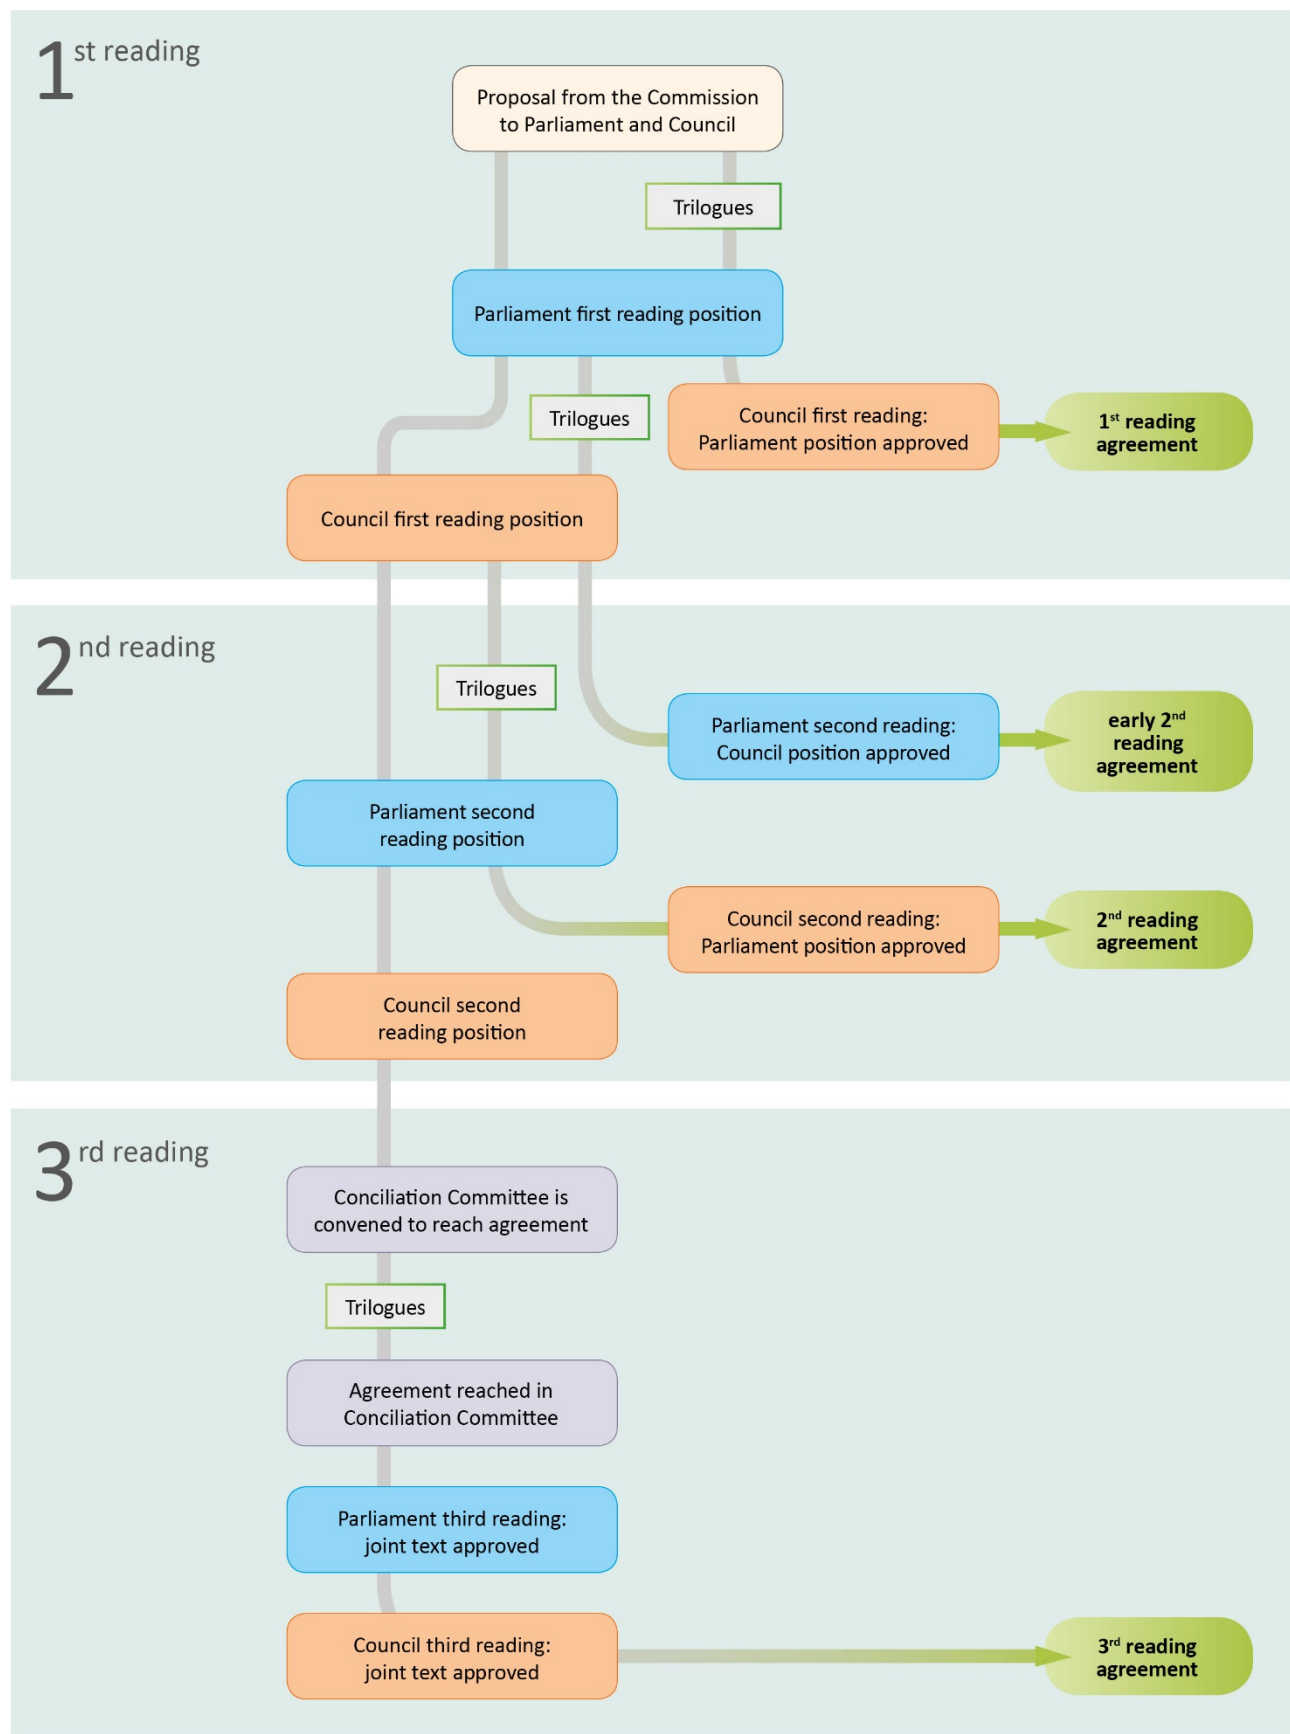 1st reading
Proposal from the Commission
to Parliament and Council
Trilogues
Parliament first reading position
Trilogues
Council first reading:
Parliament position approved
1st reading
agreement
Council first reading position
2nd reading
Trilogues
Parliament second reading:
Council position approved
early 2nd
reading
agreement
Parliament second
reading position
Council second reading:
Parliament position approved
2nd reading
agreement
Council second
reading position
3rd reading
Conciliation Committee is
convened to reach agreement
Trilogues
Agreement reached in
Conciliation Committee
Parliament third reading:
joint text approved
Council third reading:
joint text approved
3rd reading
agreement